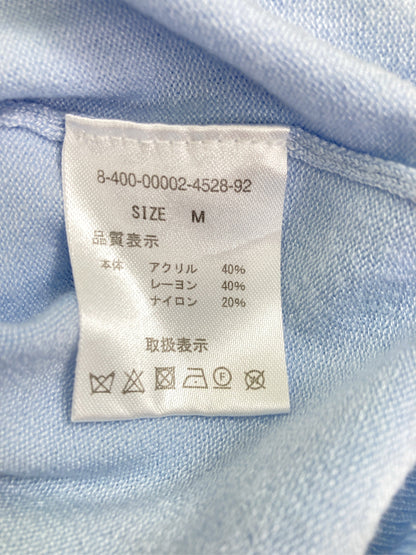 8-400-00002-4528-92
SIZE M
品質表示
本体 アクリル 40%
レーヨン 40%
ナイロン 20%
取扱表示